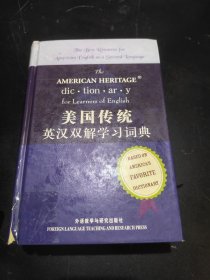 The Best Resource for
American English as a Second Language
The
AMERICAN HERITAGE®
dic·tion·ar·y
for Learners of English
美国传统
英汉双解学习词典
BASED ON
AMERICA'S
FAVORITE
DICTIONARY
外语教学与研究出版社
FOREIGN LANGUAGE TEACHING AND RESEARCH PRESS